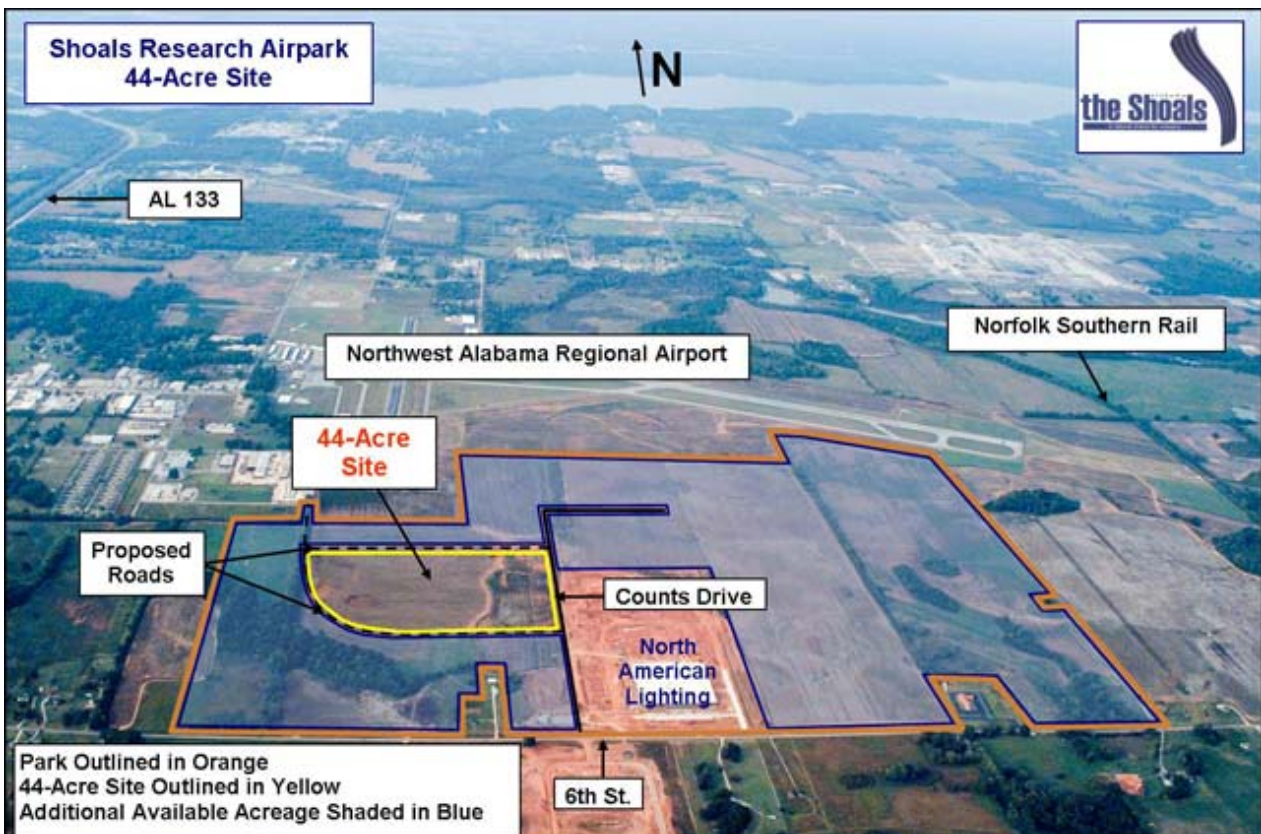 Shoals Research Airpark
44-Acre Site
N
the Shoals
AL 133
Norfolk Southern Rail
Northwest Alabama Regional Airport
44-Acre
Site
Proposed
Roads
Counts Drive
North
American
Lighting
Park Outlined in Orange
44-Acre Site Outlined in Yellow
Additional Available Acreage Shaded in Blue
6th St.